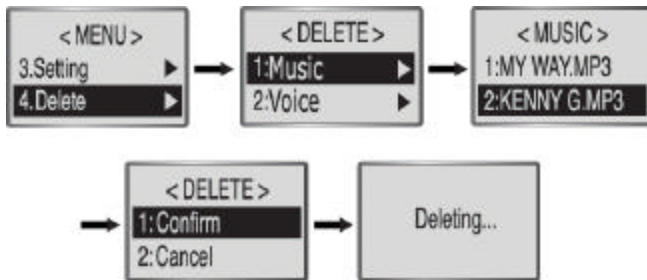 <MENU>
3.Setting
4.Delete
<DELETE>
1:Music
2:Voice
<MUSIC>
1:MY WAY.MP3
2:KENNY G.MP3
<DELETE>
1:Confirm
2:Cancel
Deleting...